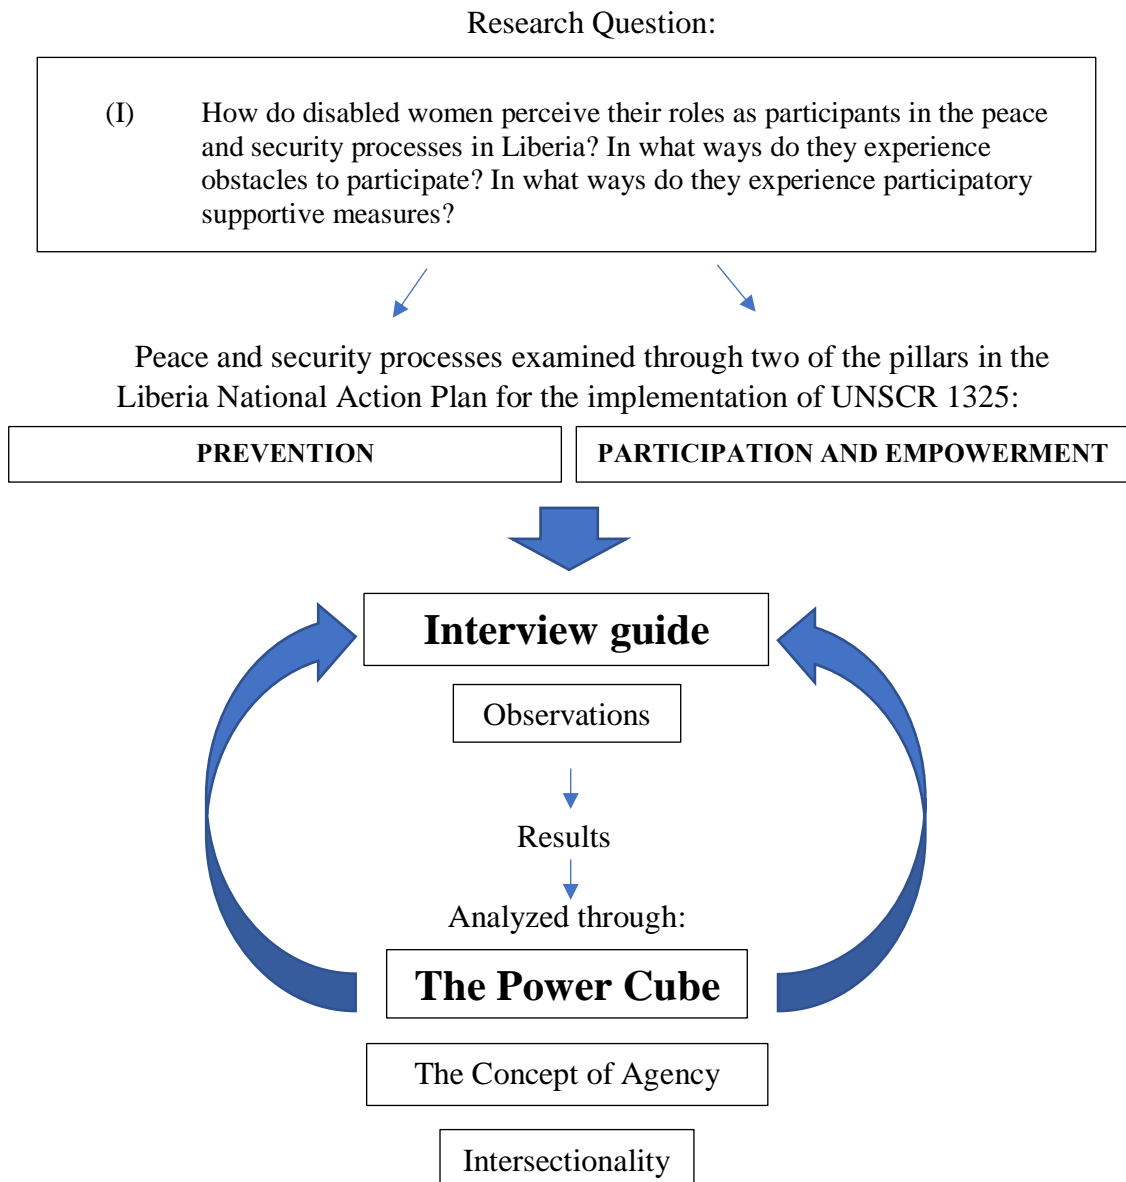 Research Question:
(I) How do disabled women perceive their roles as participants in the peace
and security processes in Liberia? In what ways do they experience
obstacles to participate? In what ways do they experience participatory
supportive measures?
Peace and security processes examined through two of the pillars in the
Liberia National Action Plan for the implementation of UNSCR 1325:
PREVENTION
PARTICIPATION AND EMPOWERMENT
Interview guide
Observations
Results
Analyzed through:
The Power Cube
The Concept of Agency
Intersectionality